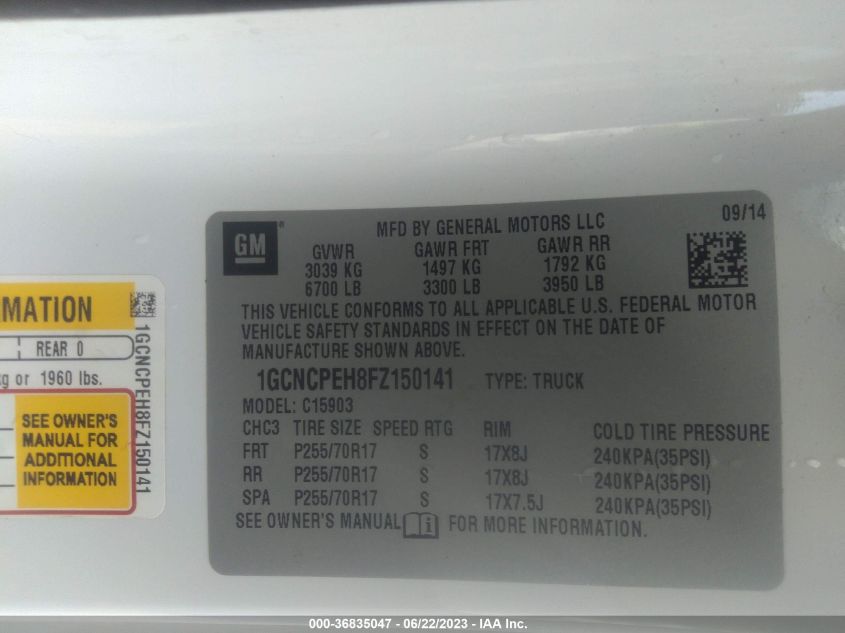 MATION
REAR 0
kg or 1960 lbs.
SEE OWNER'S
MANUAL FOR
ADDITIONAL
INFORMATION
1GCNCPEH8FZ150141
GM
®
MFD BY GENERAL MOTORS LLC
09/14
GVWR GAWR FRT GAWR RR
3039 KG 1497 KG 1792 KG
6700 LB 3300 LB 3950 LB
THIS VEHICLE CONFORMS TO ALL APPLICABLE U.S. FEDERAL MOTOR
VEHICLE SAFETY STANDARDS IN EFFECT ON THE DATE OF
MANUFACTURE SHOWN ABOVE.
1GCNCPEH8FZ150141 TYPE: TRUCK
MODEL: C15903
CHC3 TIRE SIZE SPEED RTG RIM COLD TIRE PRESSURE
FRT P255/70R17 S 17X8J 240KPA(35PSI)
RR P255/70R17 S 17X8J 240KPA(35PSI)
SPA P255/70R17 S 17X7.5J 240KPA(35PSI)
SEE OWNER'S MANUAL i FOR MORE INFORMATION.
000-36835047 - 06/22/2023 - IAA Inc.